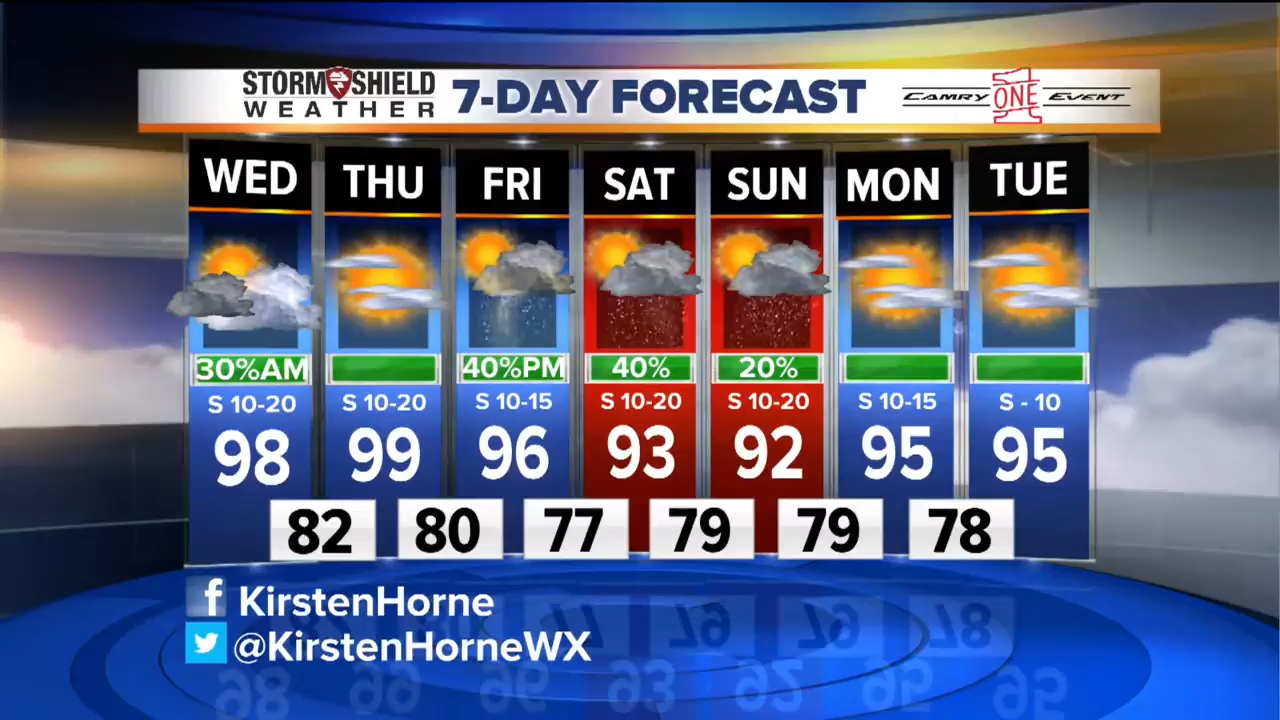 STORM SHIELD
WEATHER
7-DAY FORECAST
CAMRY ONE EVENT
WED THU FRI SAT SUN MON TUE
30%AM 40%PM 40% 20%
S 10-20 S 10-20 S 10-15 S 10-20 S 10-20 S 10-15 S - 10
98 99 96 93 92 95 95
82 80 77 79 79 78
f KirstenHorne
@KirstenHorneWX